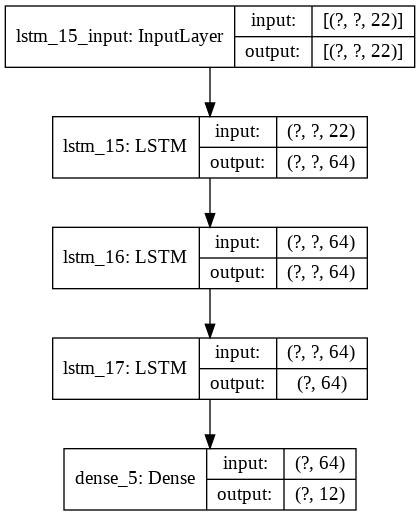 lstm_15_input: InputLayer
input: [(?, ?, 22)]
output: [(?, ?, 22)]
lstm_15: LSTM
input: (?, ?, 22)
output: (?, ?, 64)
lstm_16: LSTM
input: (?, ?, 64)
output: (?, ?, 64)
lstm_17: LSTM
input: (?, ?, 64)
output: (?, 64)
dense_5: Dense
input: (?, 64)
output: (?, 12)